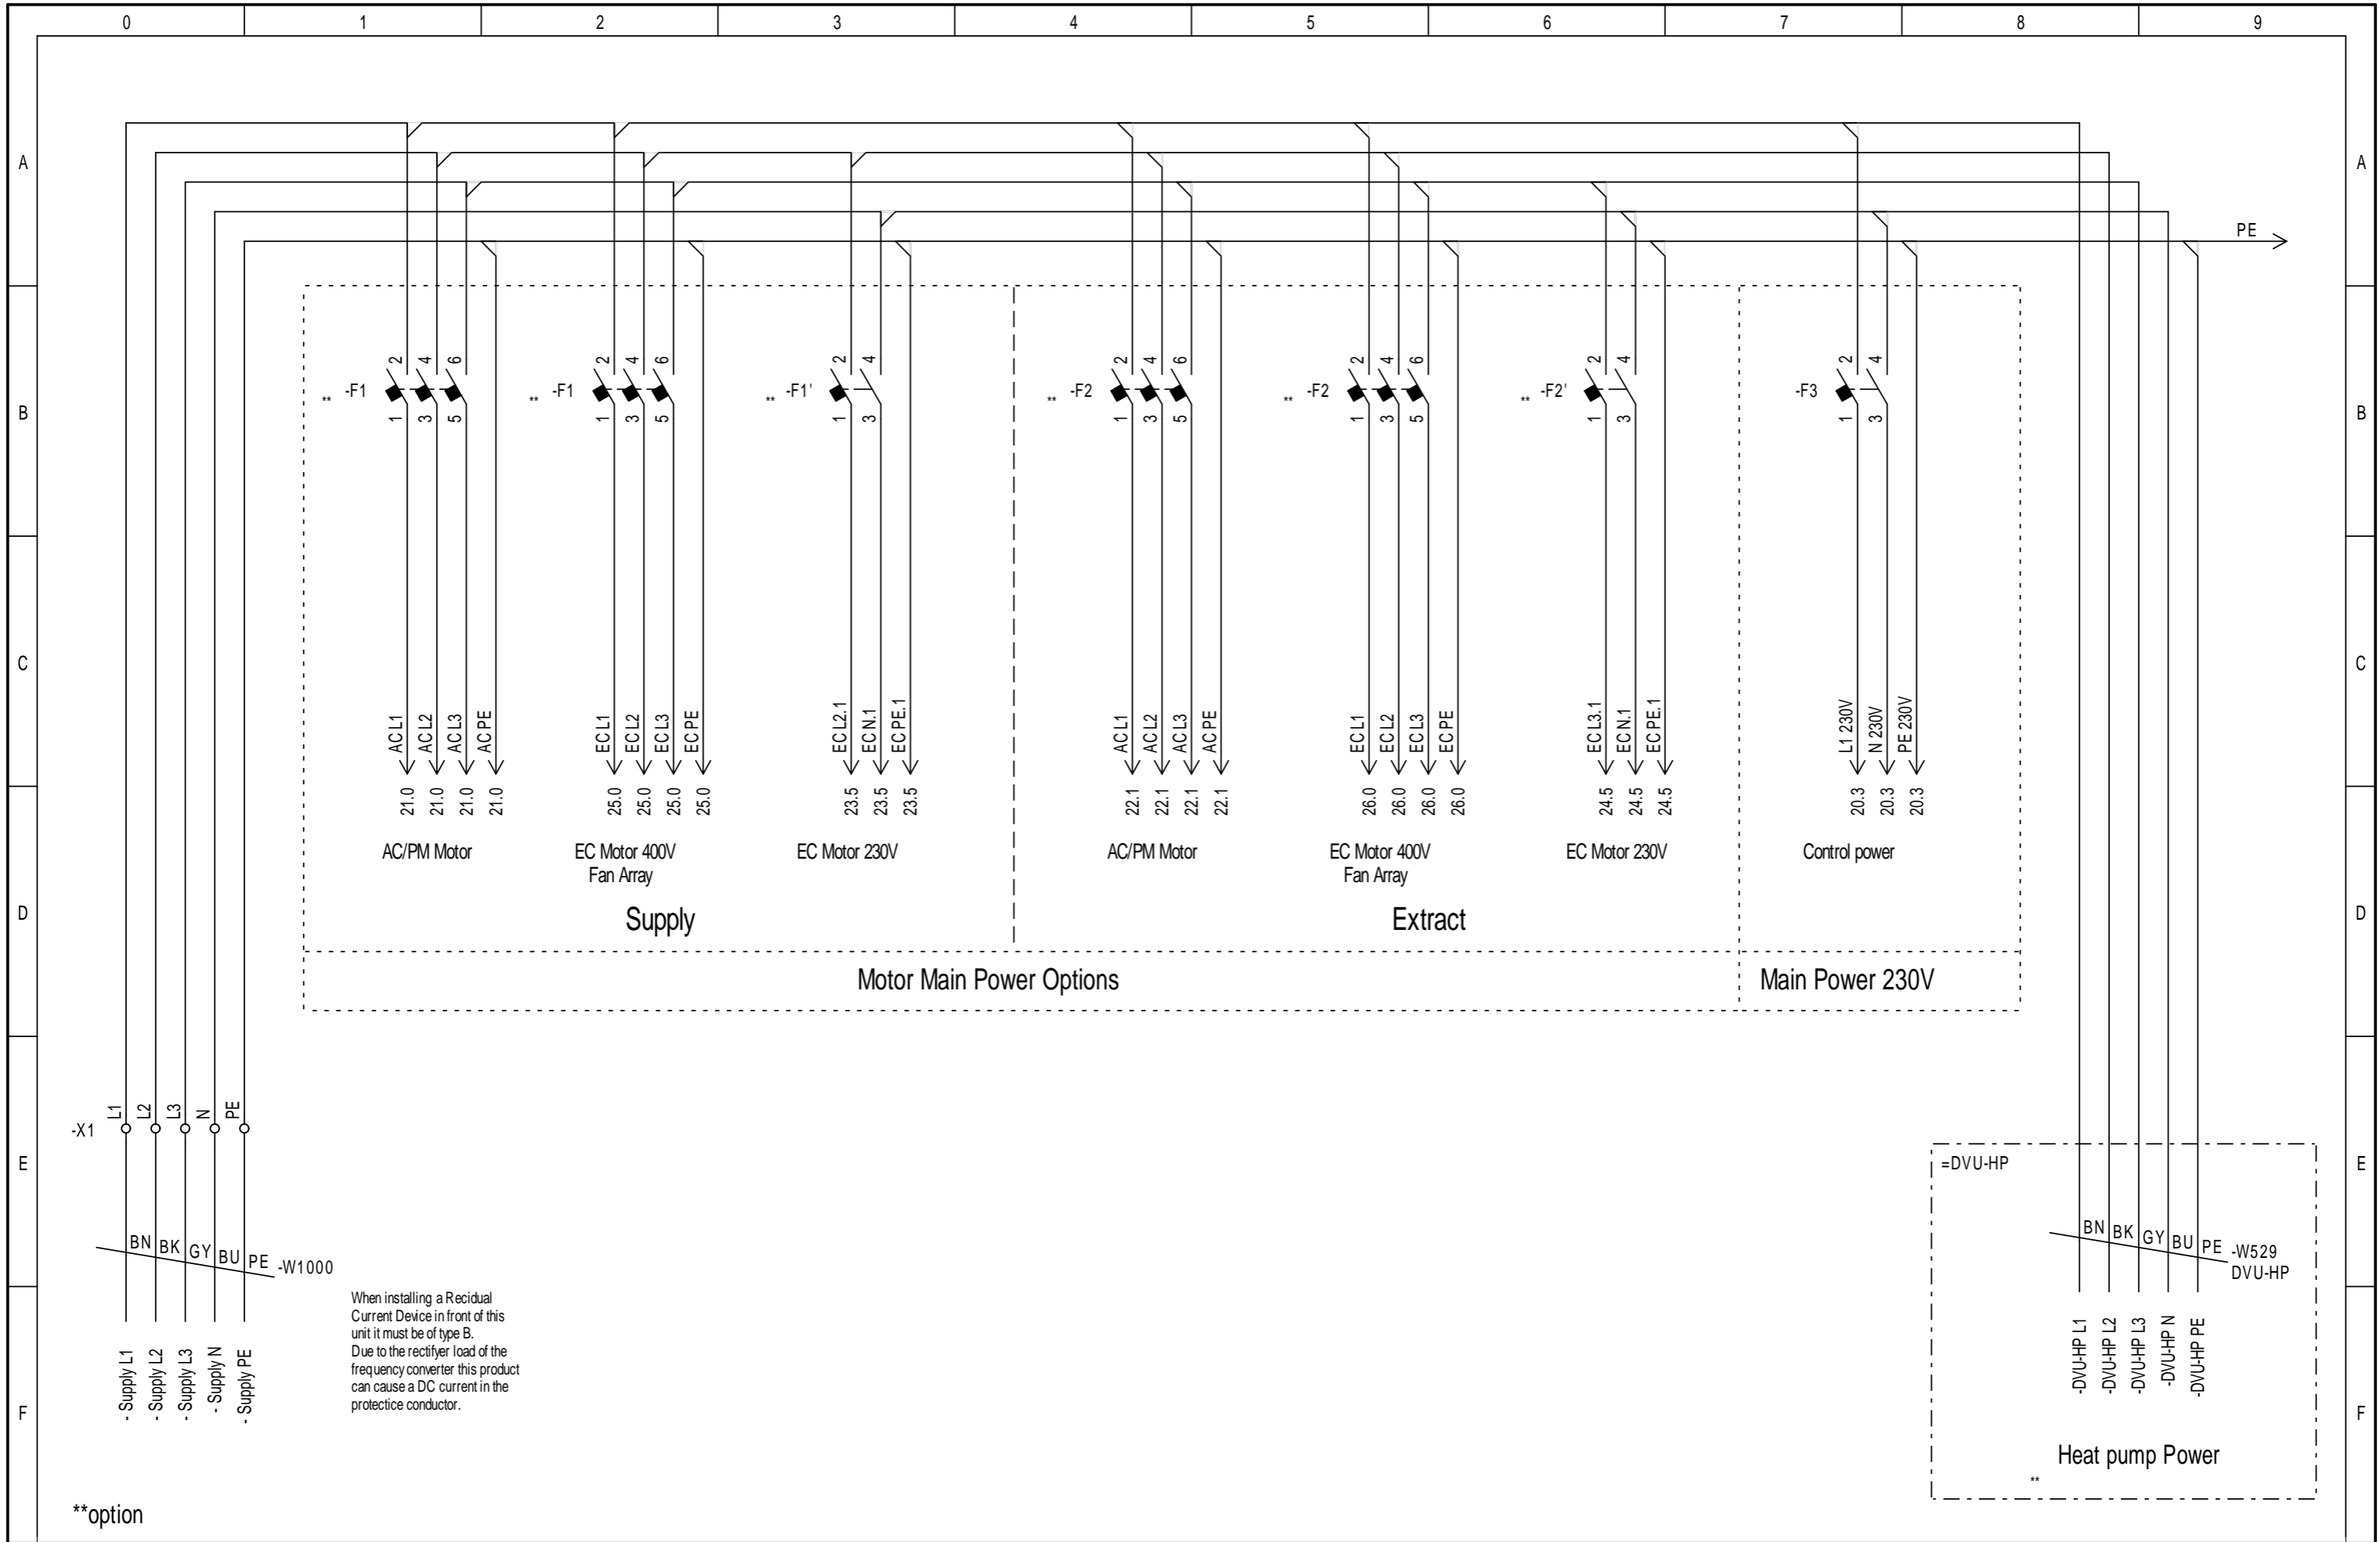 0 1 2 3 4 5 6 7 8 9
A A
PE
B B
** -F1 2 4 6 1 3 5
** -F1 2 4 6 1 3 5
** -F1' 2 4 1 3
** -F2 2 4 6 1 3 5
** -F2 2 4 6 1 3 5
** -F2' 2 4 1 3
-F3 2 4 1 3
C C
AC L1 AC L2 AC L3 AC PE
EC L1 EC L2 EC L3 EC PE
EC L2.1 EC N.1 EC PE.1
AC L1 AC L2 AC L3 AC PE
EC L1 EC L2 EC L3 EC PE
EC L3.1 EC N.1 EC PE.1
L1 230V N 230V PE 230V
21.0 21.0 21.0 21.0
25.0 25.0 25.0 25.0
23.5 23.5 23.5
22.1 22.1 22.1 22.1
26.0 26.0 26.0 26.0
24.5 24.5 24.5
20.3 20.3 20.3
AC/PM Motor
EC Motor 400V
Fan Array
EC Motor 230V
AC/PM Motor
EC Motor 400V
Fan Array
EC Motor 230V
Control power
D D
Supply
Extract
Motor Main Power Options
Main Power 230V
-X1 L1 L2 L3 N PE
E E
BN BK GY BU PE -W1000
- Supply L1
- Supply L2
- Supply L3
- Supply N
- Supply PE
When installing a Recidual
Current Device in front of this
unit it must be of type B.
Due to the rectifyer load of the
frequency converter this product
can cause a DC current in the
protectice conductor.
=DVU-HP
BN BK GY BU PE -W529
DVU-HP
-DVU-HP L1
-DVU-HP L2
-DVU-HP L3
-DVU-HP N
-DVU-HP PE
F F
Heat pump Power
**
**option